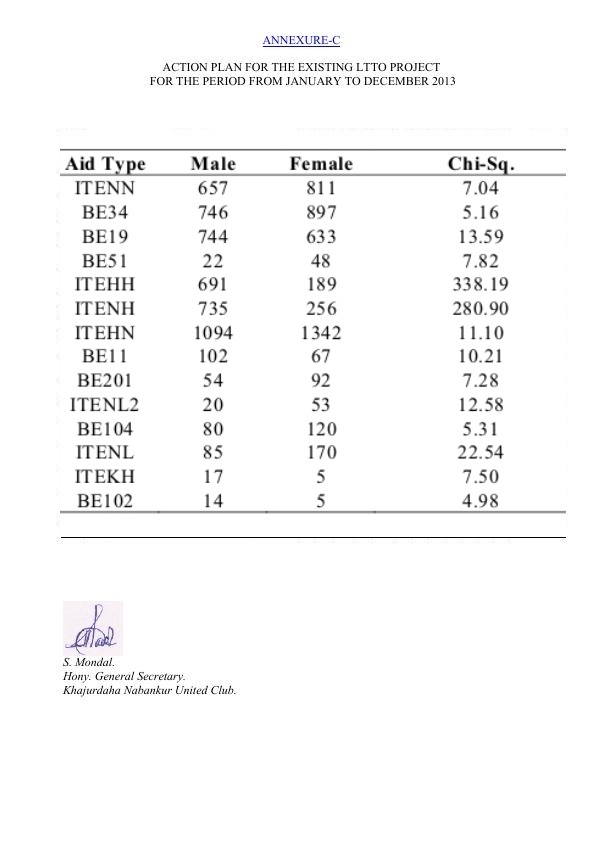 ANNEXURE-C
ACTION PLAN FOR THE EXISTING LTTO PROJECT
FOR THE PERIOD FROM JANUARY TO DECEMBER 2013
Aid Type Male Female Chi-Sq.
ITENN 657 811 7.04
BE34 746 897 5.16
BE19 744 633 13.59
BE51 22 48 7.82
ITEHH 691 189 338.19
ITENH 735 256 280.90
ITEHN 1094 1342 11.10
BE11 102 67 10.21
BE201 54 92 7.28
ITENL2 20 53 12.58
BE104 80 120 5.31
ITENL 85 170 22.54
ITEKH 17 5 7.50
BE102 14 5 4.98
S. Mondal.
Hony. General Secretary.
Khajurdaha Nabankur United Club.